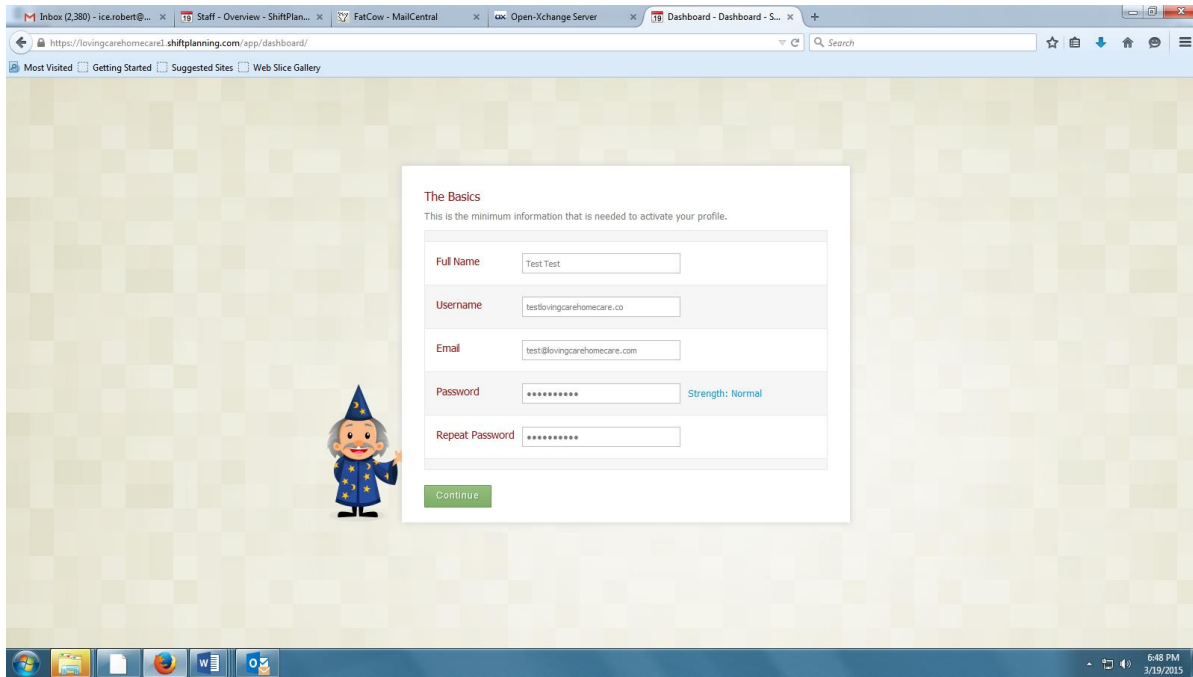 Inbox (2,380) - ice.robert@...
19 Staff - Overview - ShiftPlan...
FatCow - MailCentral
OX Open-Xchange Server
19 Dashboard - Dashboard - S...
https://lovingcarehomecare1.shiftplanning.com/app/dashboard/
Search
Most Visited Getting Started Suggested Sites Web Slice Gallery
The Basics
This is the minimum information that is needed to activate your profile.
Full Name Test Test
Username testlovingcarehomecare.co
Email test@lovingcarehomecare.com
Password •••••••••• Strength: Normal
Repeat Password ••••••••••
Continue
6:48 PM
3/19/2015